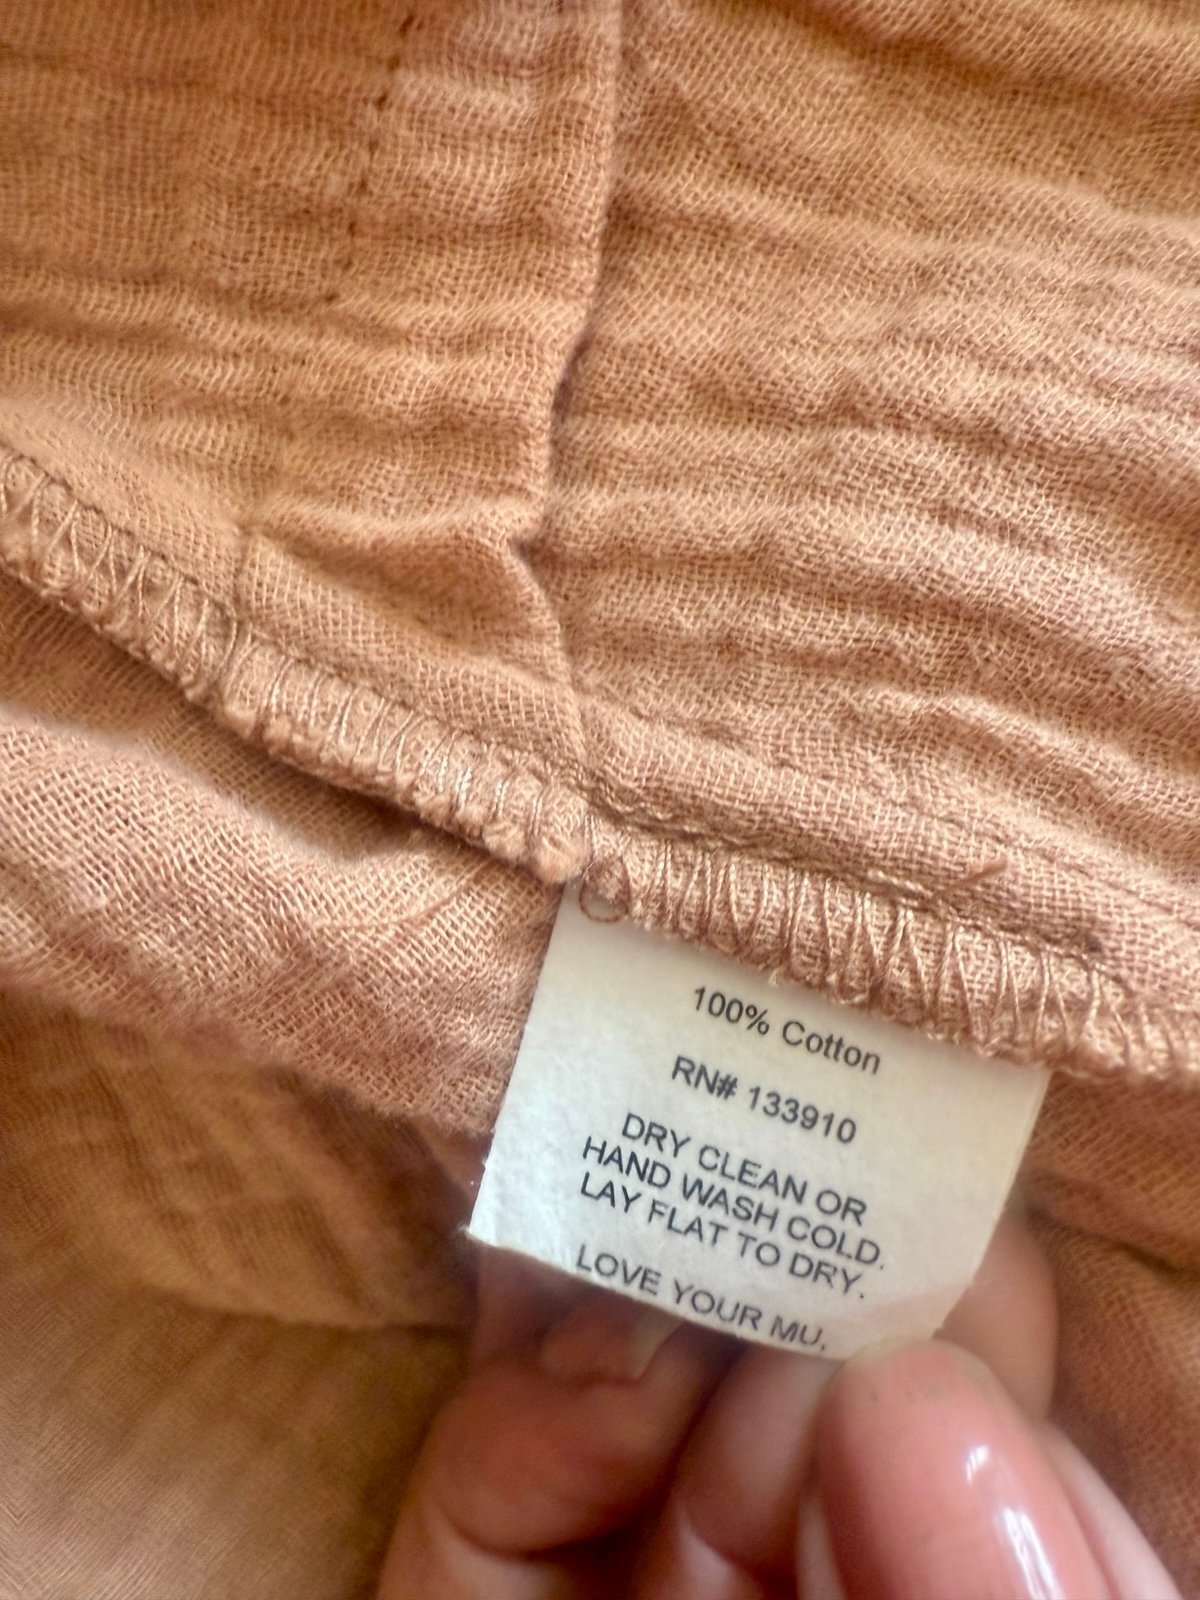 100% Cotton
RN# 133910
DRY CLEAN OR
HAND WASH COLD.
LAY FLAT TO DRY.
LOVE YOUR MU,